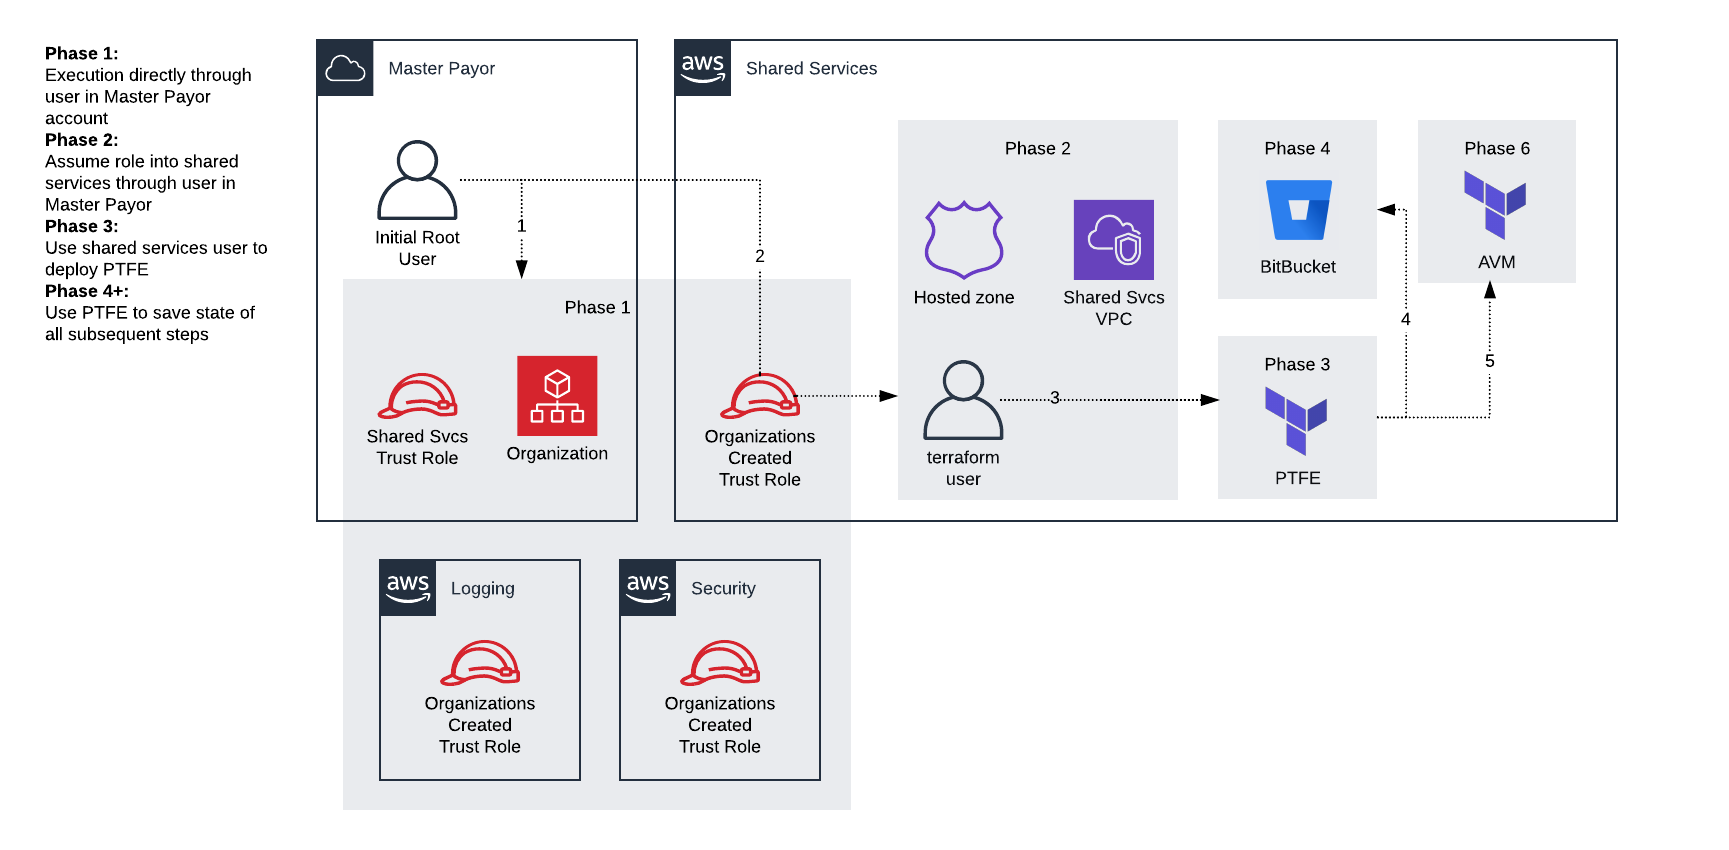 Phase 1:
Execution directly through
user in Master Payor
account
Phase 2:
Assume role into shared
services through user in
Master Payor
Phase 3:
Use shared services user to
deploy PTFE
Phase 4+:
Use PTFE to save state of
all subsequent steps
Master Payor
Initial Root
User
1
Phase 1
Shared Svcs
Trust Role
Organization
aws
Shared Services
2
Organizations
Created
Trust Role
Phase 2
Hosted zone
Shared Svcs
VPC
terraform
user
3
Phase 4
BitBucket
Phase 6
AVM
4
5
Phase 3
PTFE
aws
Logging
Organizations
Created
Trust Role
aws
Security
Organizations
Created
Trust Role